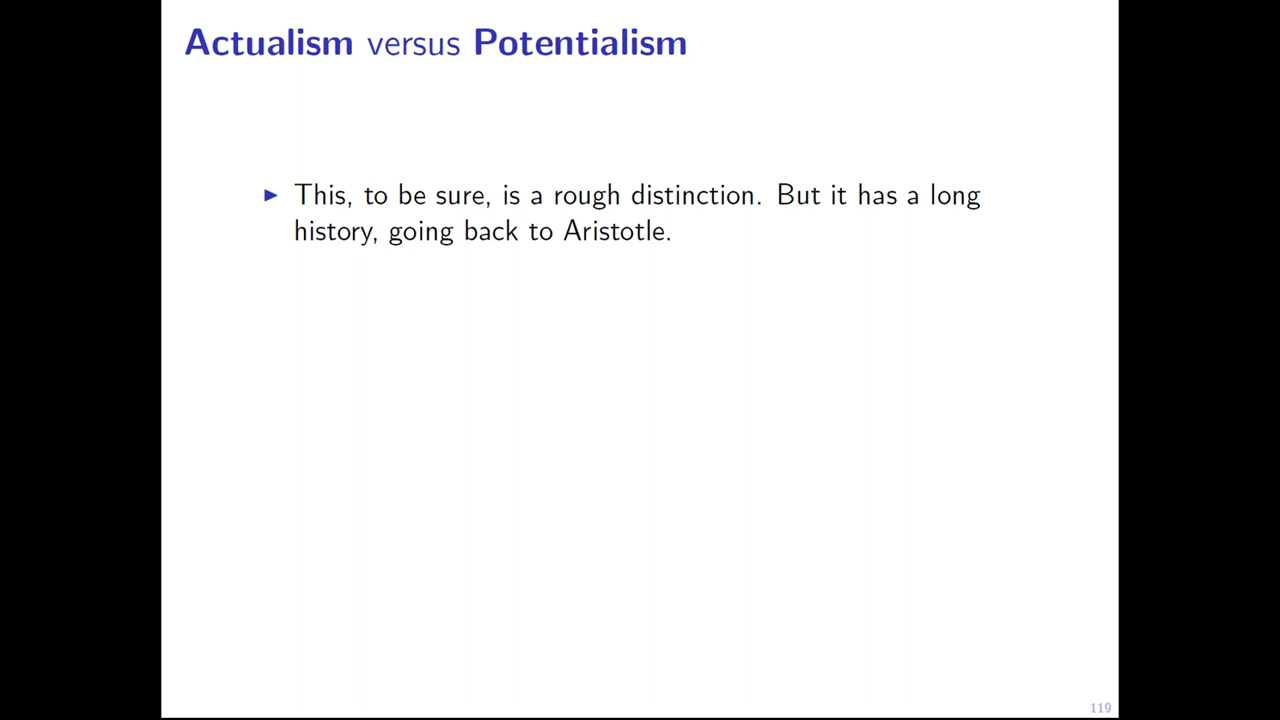 Actualism versus Potentialism
▶ This, to be sure, is a rough distinction. But it has a long
history, going back to Aristotle.
119